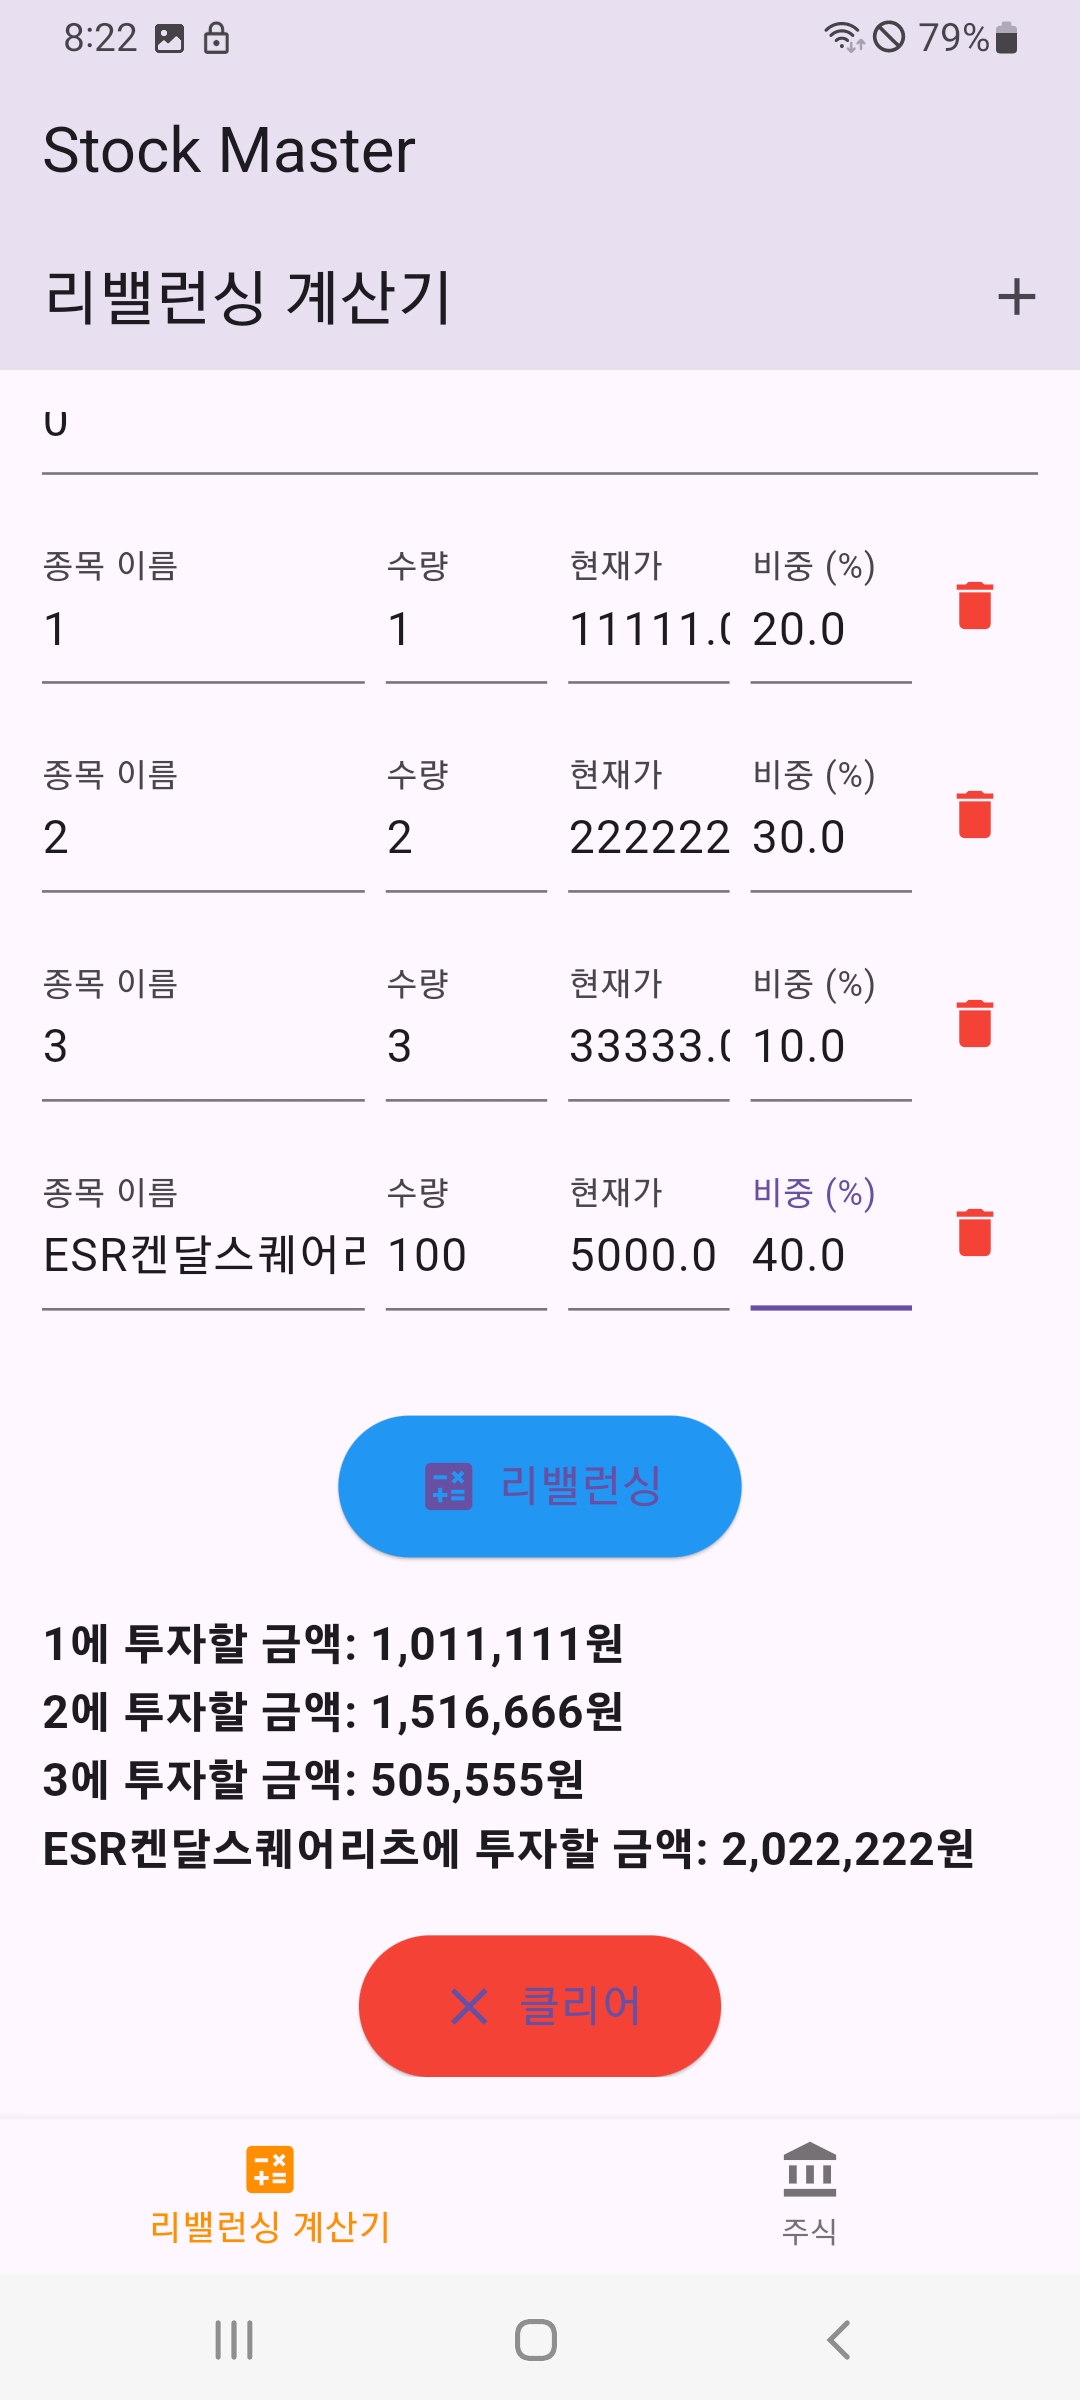 8:22 79%
Stock Master
리밸런싱 계산기
종목 이름 수량 현재가 비중 (%)
1 1 11111.0 20.0
종목 이름 수량 현재가 비중 (%)
2 2 222222 30.0
종목 이름 수량 현재가 비중 (%)
3 3 33333.0 10.0
종목 이름 수량 현재가 비중 (%)
ESR켄달스퀘어리 100 5000.0 40.0
리밸런싱
1에 투자할 금액: 1,011,111원
2에 투자할 금액: 1,516,666원
3에 투자할 금액: 505,555원
ESR켄달스퀘어리츠에 투자할 금액: 2,022,222원
클리어
리밸런싱 계산기 주식